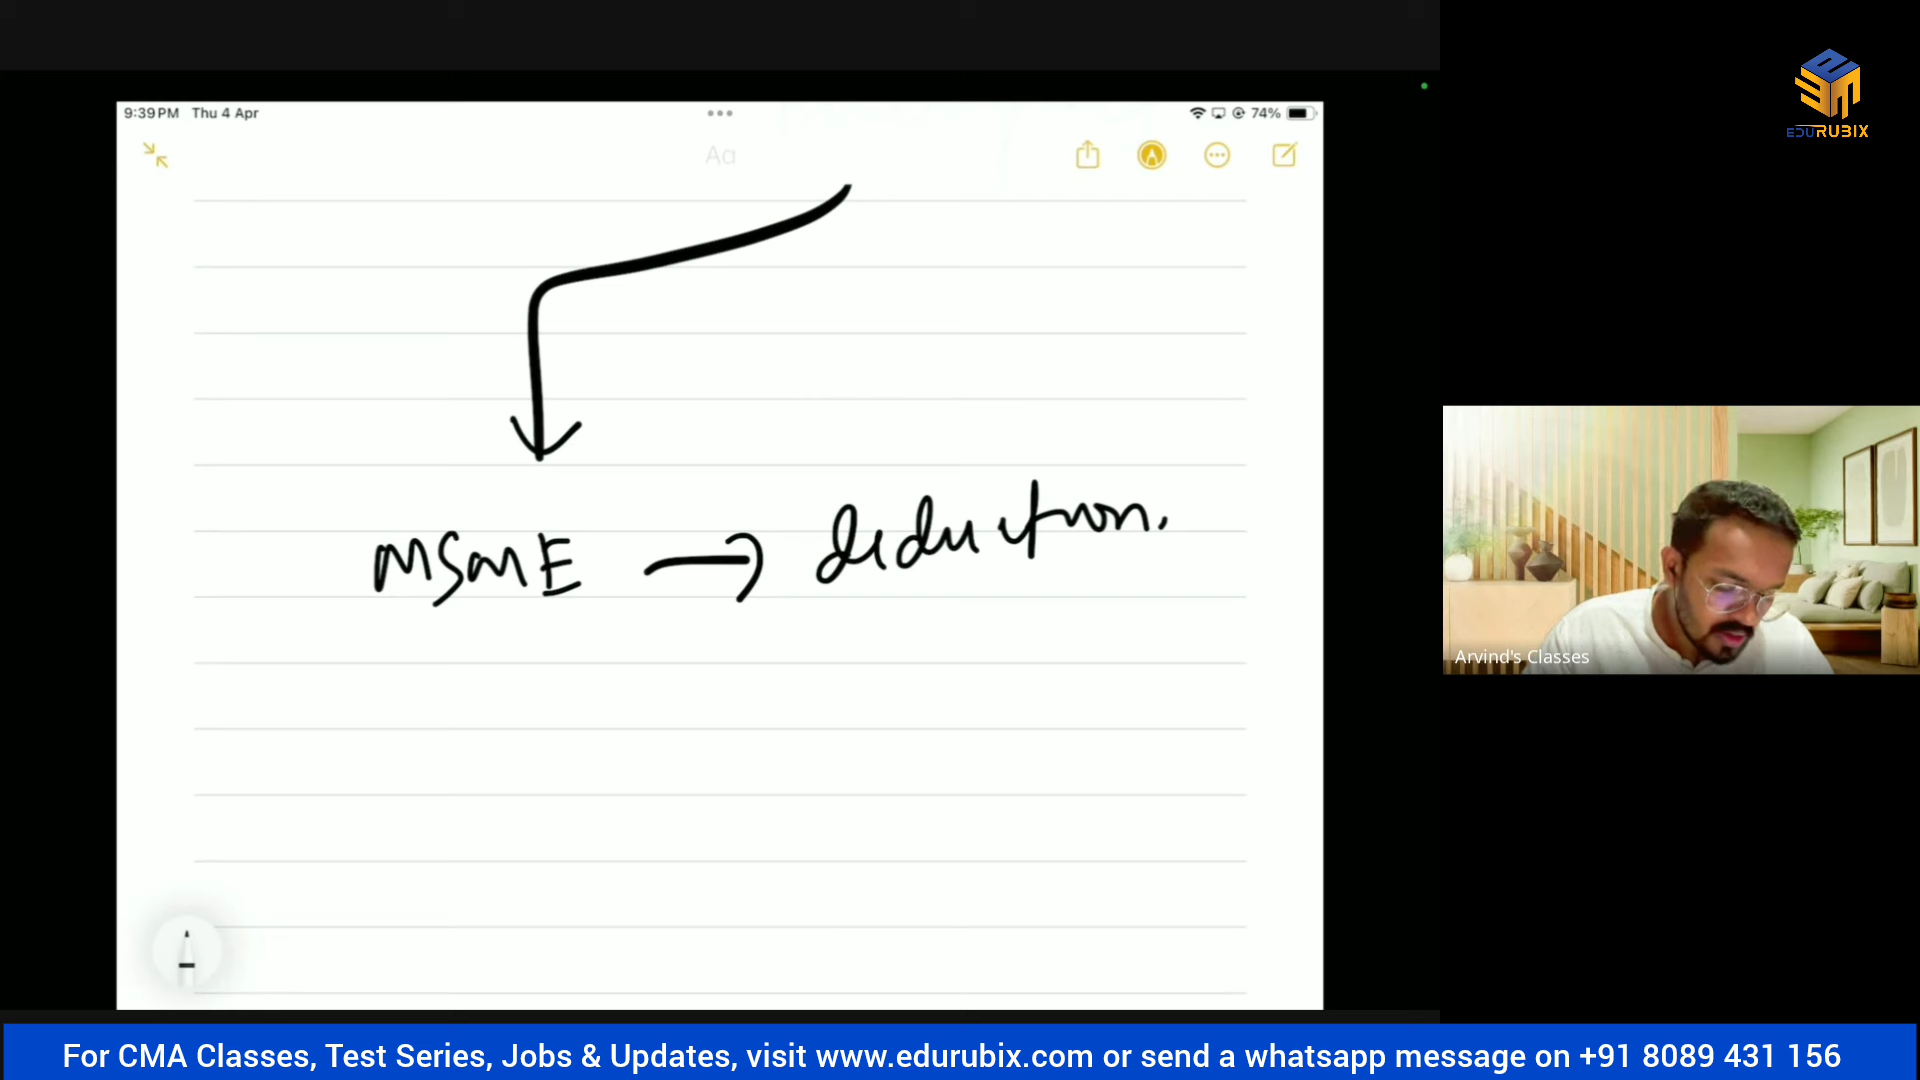 EDURUBIX
9:39 PM Thu 4 Apr
74%
Aa
MSME → deduction.
Arvind's Classes
For CMA Classes, Test Series, Jobs & Updates, visit www.edurubix.com or send a whatsapp message on +91 8089 431 156